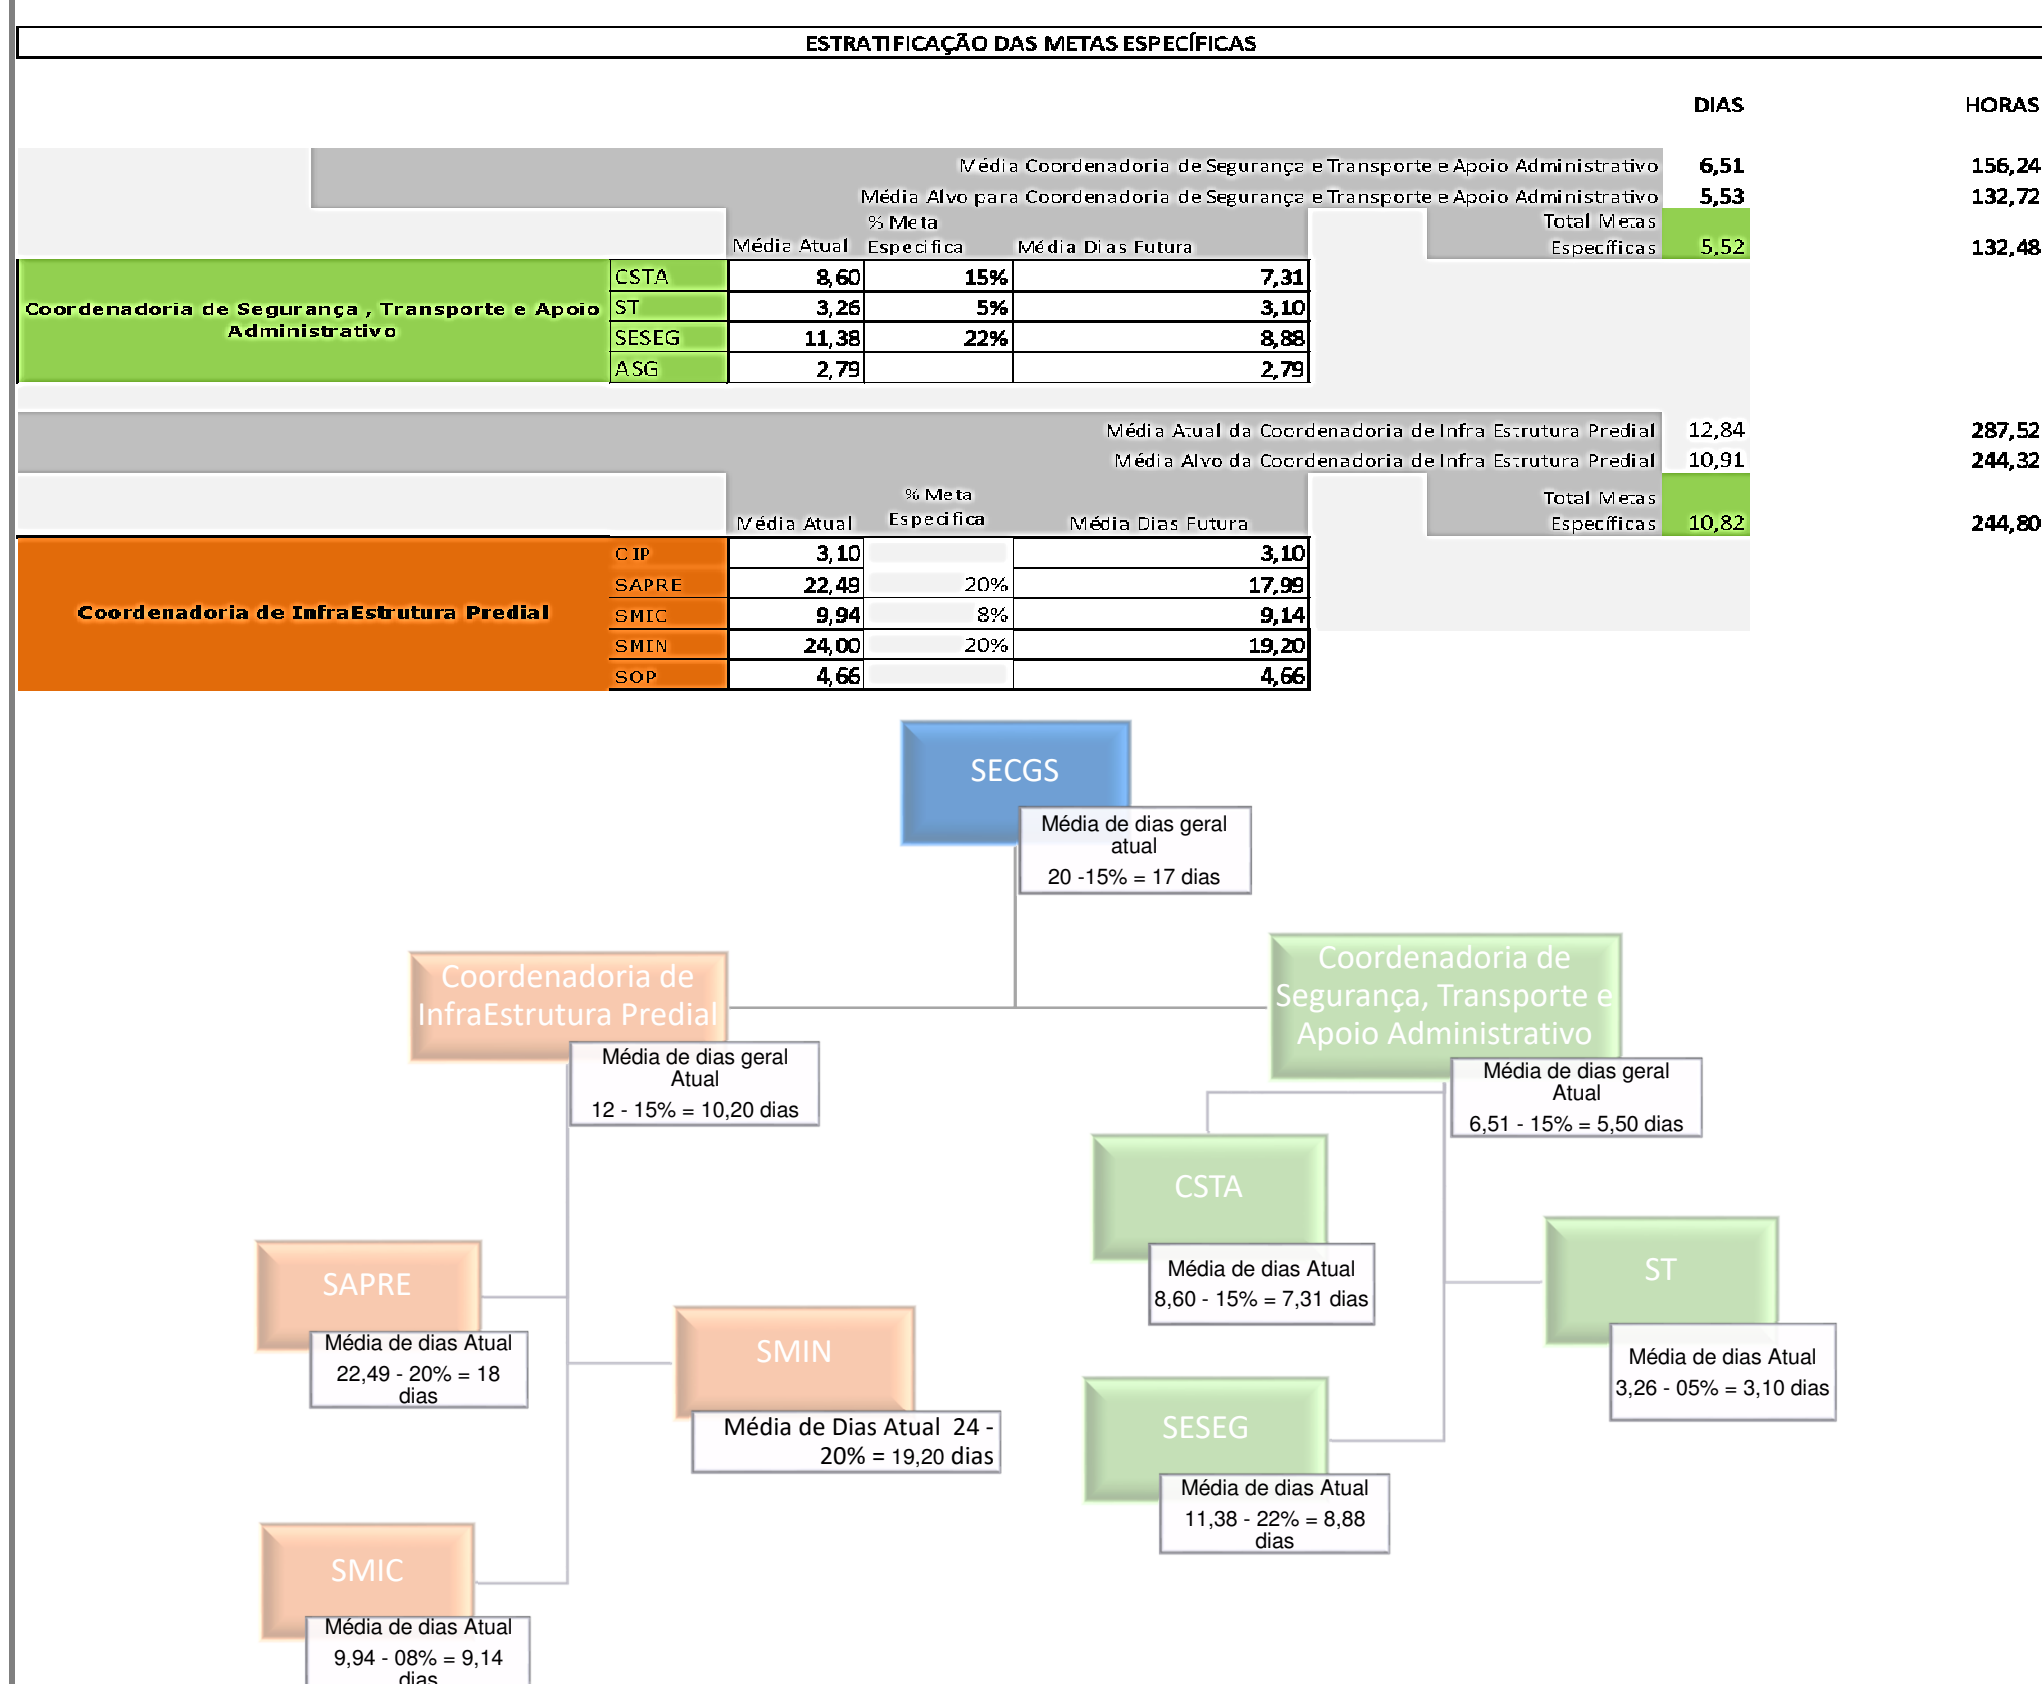 ESTRATIFICAÇÃO DAS METAS ESPECÍFICAS
DIAS HORAS
Média Coordenadoria de Segurança e Transporte e Apoio Administrativo 6,51 156,24
Média Alvo para Coordenadoria de Segurança e Transporte e Apoio Administrativo 5,53 132,72
% Meta Total Metas
Média Atual Especifica Média Dias Futura Específicas 5,52 132,48
CSTA 8,60 15% 7,31
Coordenadoria de Segurança , Transporte e Apoio
Administrativo
ST 3,26 5% 3,10
SESEG 11,38 22% 8,88
ASG 2,79 2,79
Média Atual da Coordenadoria de Infra Estrutura Predial 12,84 287,52
Média Alvo da Coordenadoria de Infra Estrutura Predial 10,91 244,32
% Meta Total Metas
Média Atual Especifica Média Dias Futura Específicas 10,82 244,80
CIP 3,10 3,10
SAPRE 22,49 20% 17,99
Coordenadoria de InfraEstrutura Predial
SMIC 9,94 8% 9,14
SMIN 24,00 20% 19,20
SOP 4,66 4,66
SECGS
Média de dias geral
atual
20 -15% = 17 dias
Coordenadoria de
InfraEstrutura Predial
Média de dias geral
Atual
12 - 15% = 10,20 dias
Coordenadoria de
Segurança, Transporte e
Apoio Administrativo
Média de dias geral
Atual
6,51 - 15% = 5,50 dias
CSTA
Média de dias Atual
8,60 - 15% = 7,31 dias
ST
Média de dias Atual
3,26 - 05% = 3,10 dias
SAPRE
Média de dias Atual
22,49 - 20% = 18
dias
SMIN
Média de Dias Atual 24 -
20% = 19,20 dias
SESEG
Média de dias Atual
11,38 - 22% = 8,88
dias
SMIC
Média de dias Atual
9,94 - 08% = 9,14
dias